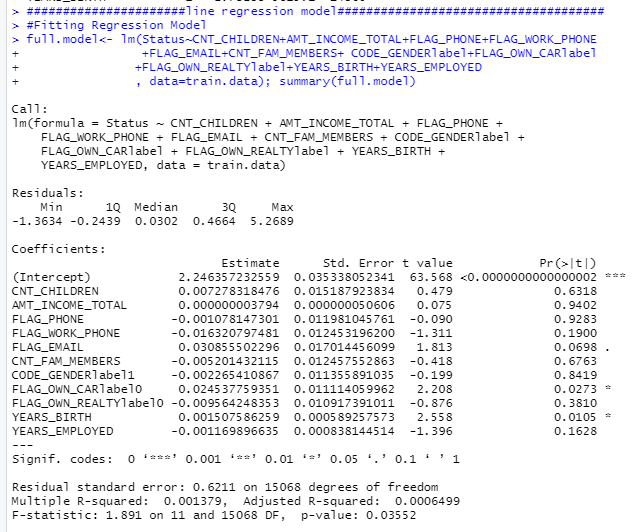 > #####################line regression model###################################
> #Fitting Regression Model
> full.model<- lm(Status~CNT_CHILDREN+AMT_INCOME_TOTAL+FLAG_PHONE+FLAG_WORK_PHONE
+                 +FLAG_EMAIL+CNT_FAM_MEMBERS+ CODE_GENDERlabel+FLAG_OWN_CARlabel
+                +FLAG_OWN_REALTYlabel+YEARS_BIRTH+YEARS_EMPLOYED
+                , data=train.data); summary(full.model)
Call:
lm(formula = Status ~ CNT_CHILDREN + AMT_INCOME_TOTAL + FLAG_PHONE +
    FLAG_WORK_PHONE + FLAG_EMAIL + CNT_FAM_MEMBERS + CODE_GENDERlabel +
    FLAG_OWN_CARlabel + FLAG_OWN_REALTYlabel + YEARS_BIRTH +
    YEARS_EMPLOYED, data = train.data)
Residuals:
    Min      1Q  Median      3Q     Max
-1.3634 -0.2439  0.0302  0.4664  5.2689
Coefficients:
                             Estimate      Std. Error t value            Pr(>|t|)
(Intercept)            2.246357232559  0.035338052341  63.568 <0.0000000000000002 ***
CNT_CHILDREN           0.007278318476  0.015187923834   0.479              0.6318
AMT_INCOME_TOTAL       0.000000003794  0.000000050606   0.075              0.9402
FLAG_PHONE            -0.001078147301  0.011981045761  -0.090              0.9283
FLAG_WORK_PHONE       -0.016320797481  0.012453196200  -1.311              0.1900
FLAG_EMAIL             0.030855502296  0.017014456099   1.813              0.0698 .
CNT_FAM_MEMBERS       -0.005201432115  0.012457552863  -0.418              0.6763
CODE_GENDERlabel1     -0.002265410867  0.011355891035  -0.199              0.8419
FLAG_OWN_CARlabel0     0.024537759351  0.011114059962   2.208              0.0273 *
FLAG_OWN_REALTYlabel0 -0.009564248353  0.010917391011  -0.876              0.3810
YEARS_BIRTH            0.001507586259  0.000589257573   2.558              0.0105 *
YEARS_EMPLOYED        -0.001169896635  0.000838144514  -1.396              0.1628
---
Signif. codes:  0 ‘***’ 0.001 ‘**’ 0.01 ‘*’ 0.05 ‘.’ 0.1 ‘ ’ 1
Residual standard error: 0.6211 on 15068 degrees of freedom
Multiple R-squared:  0.001379,  Adjusted R-squared:  0.0006499
F-statistic: 1.891 on 11 and 15068 DF,  p-value: 0.03552